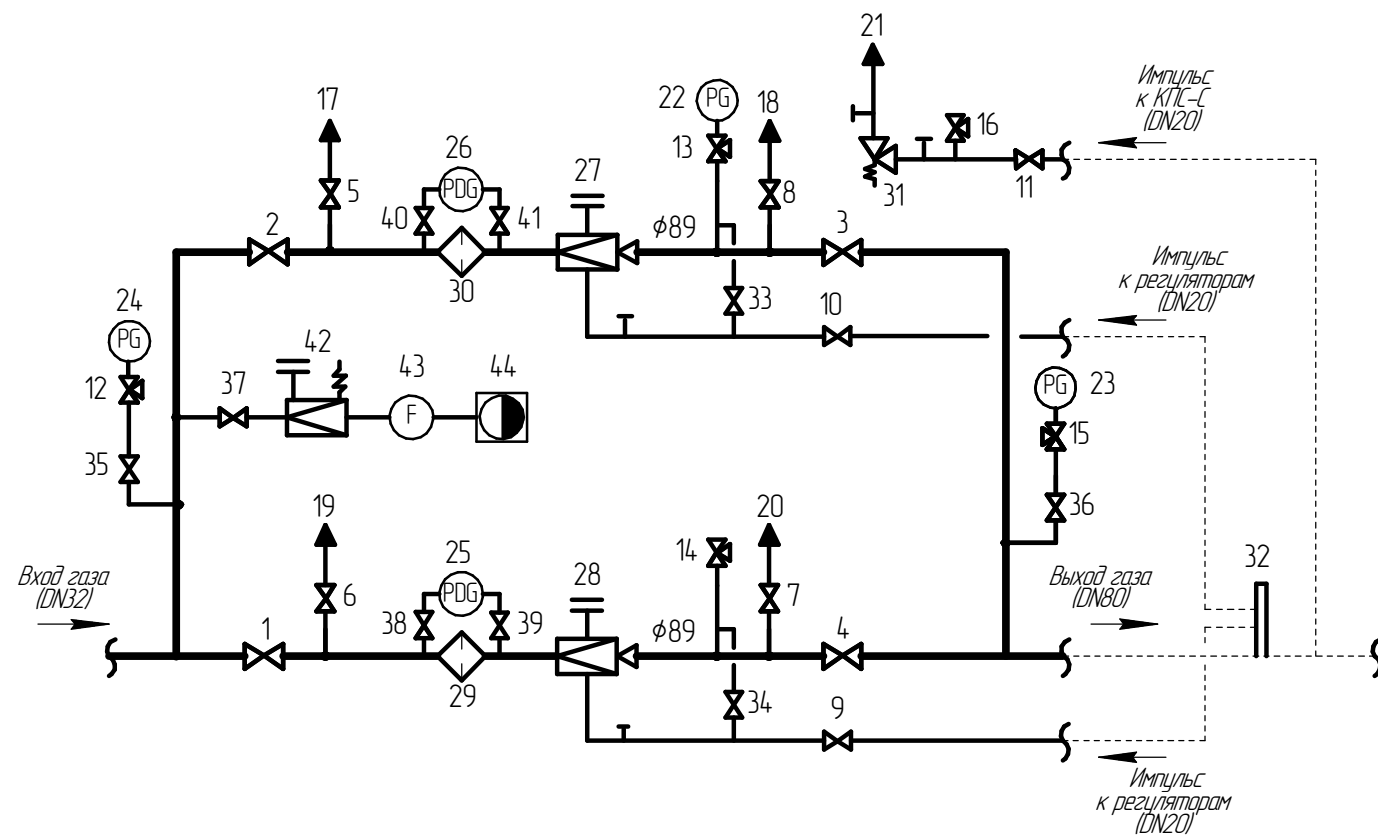 21
Импульс
к КПС-С
(DN20)
17
22
PG
18
16
13
26
PDG
27
11
31
5
40
41
8
2
ϕ89
3
30
Импульс
к регуляторам
(DN20)
33
10
24
PG
42
43
44
12
37
F
PG
23
15
35
36
19
20
25
PDG
14
28
32
Вход газа
(DN32)
Выход газа
(DN80)
6
38
39
7
1
ϕ89
4
29
34
9
Импульс
к регуляторам
(DN20)